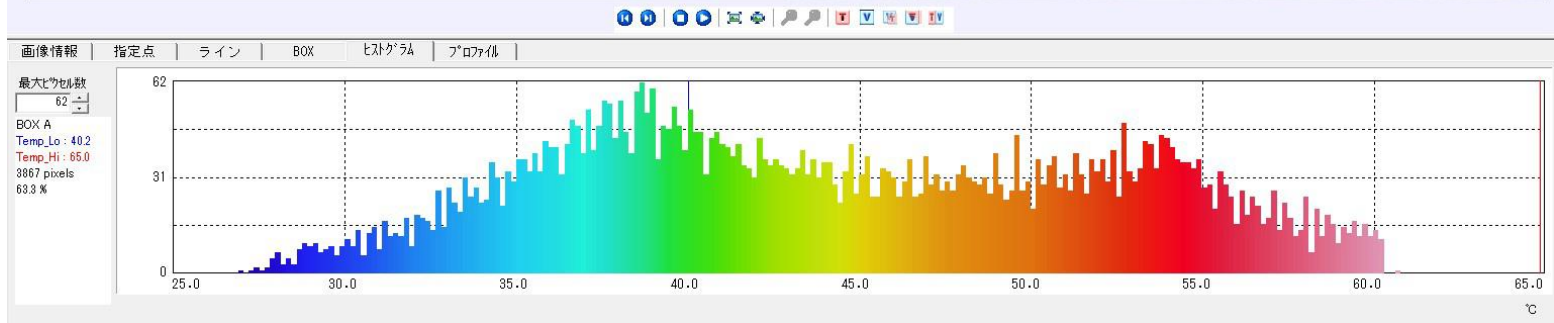 T V V/T T TV
画像情報 指定点 ライン BOX ﾋｽﾄｸﾞﾗﾑ ﾌﾟﾛﾌｧｲﾙ
最大ﾋﾟｸｾﾙ数
62
BOX A
Temp_Lo : 40.2
Temp_Hi : 65.0
3867 pixels
63.3 %
62
31
0
25.0 30.0 35.0 40.0 45.0 50.0 55.0 60.0 65.0
℃